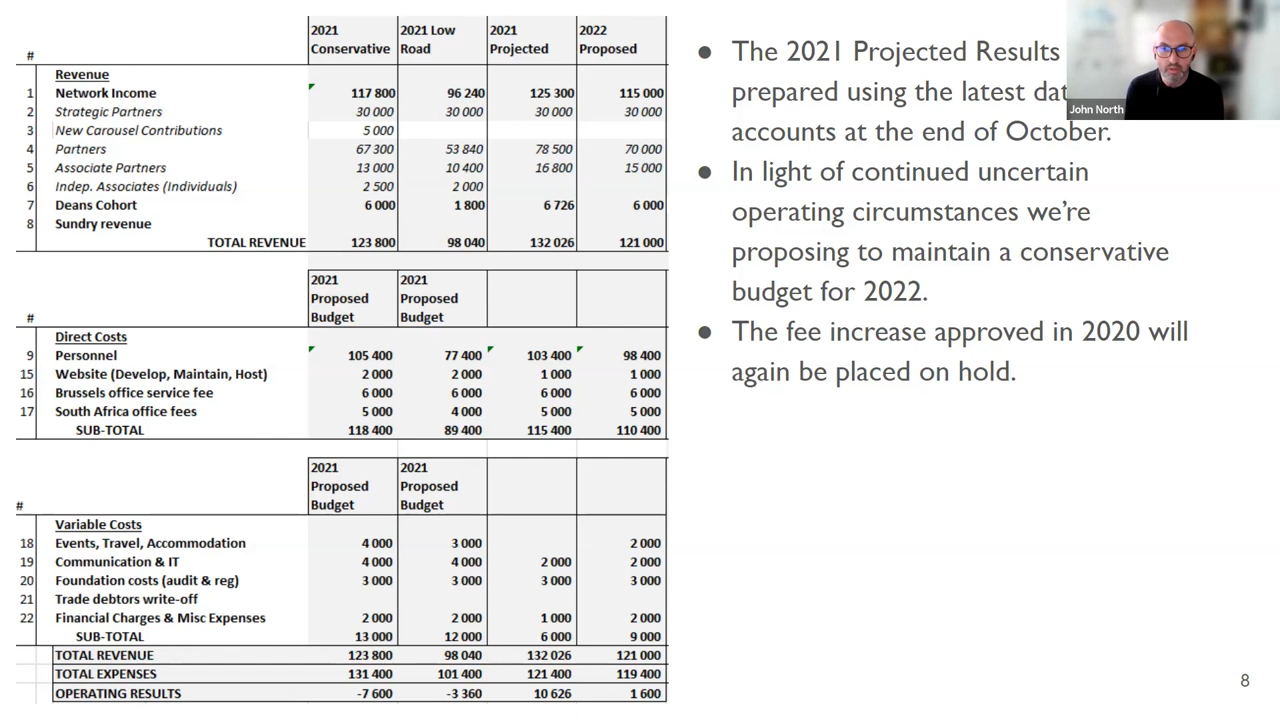 # 2021 Conservative 2021 Low Road 2021 Projected 2022 Proposed
Revenue
1 Network Income 117 800 96 240 125 300 115 000
2 Strategic Partners 30 000 30 000 30 000 30 000
3 New Carousel Contributions 5 000
4 Partners 67 300 53 840 78 500 70 000
5 Associate Partners 13 000 10 400 16 800 15 000
6 Indep. Associates (Individuals) 2 500 2 000
7 Deans Cohort 6 000 1 800 6 726 6 000
8 Sundry revenue
TOTAL REVENUE 123 800 98 040 132 026 121 000
# 2021 Proposed Budget 2021 Proposed Budget
Direct Costs
9 Personnel 105 400 77 400 103 400 98 400
15 Website (Develop, Maintain, Host) 2 000 2 000 1 000 1 000
16 Brussels office service fee 6 000 6 000 6 000 6 000
17 South Africa office fees 5 000 4 000 5 000 5 000
SUB-TOTAL 118 400 89 400 115 400 110 400
# 2021 Proposed Budget 2021 Proposed Budget
Variable Costs
18 Events, Travel, Accommodation 4 000 3 000 2 000
19 Communication & IT 4 000 4 000 2 000 2 000
20 Foundation costs (audit & reg) 3 000 3 000 3 000 3 000
21 Trade debtors write-off
22 Financial Charges & Misc Expenses 2 000 2 000 1 000 2 000
SUB-TOTAL 13 000 12 000 6 000 9 000
TOTAL REVENUE 123 800 98 040 132 026 121 000
TOTAL EXPENSES 131 400 101 400 121 400 119 400
OPERATING RESULTS -7 600 -3 360 10 626 1 600
● The 2021 Projected Results
prepared using the latest
accounts at the end of October.
● In light of continued uncertain
operating circumstances we're
proposing to maintain a conservative
budget for 2022.
● The fee increase approved in 2020 will
again be placed on hold.
John North
8